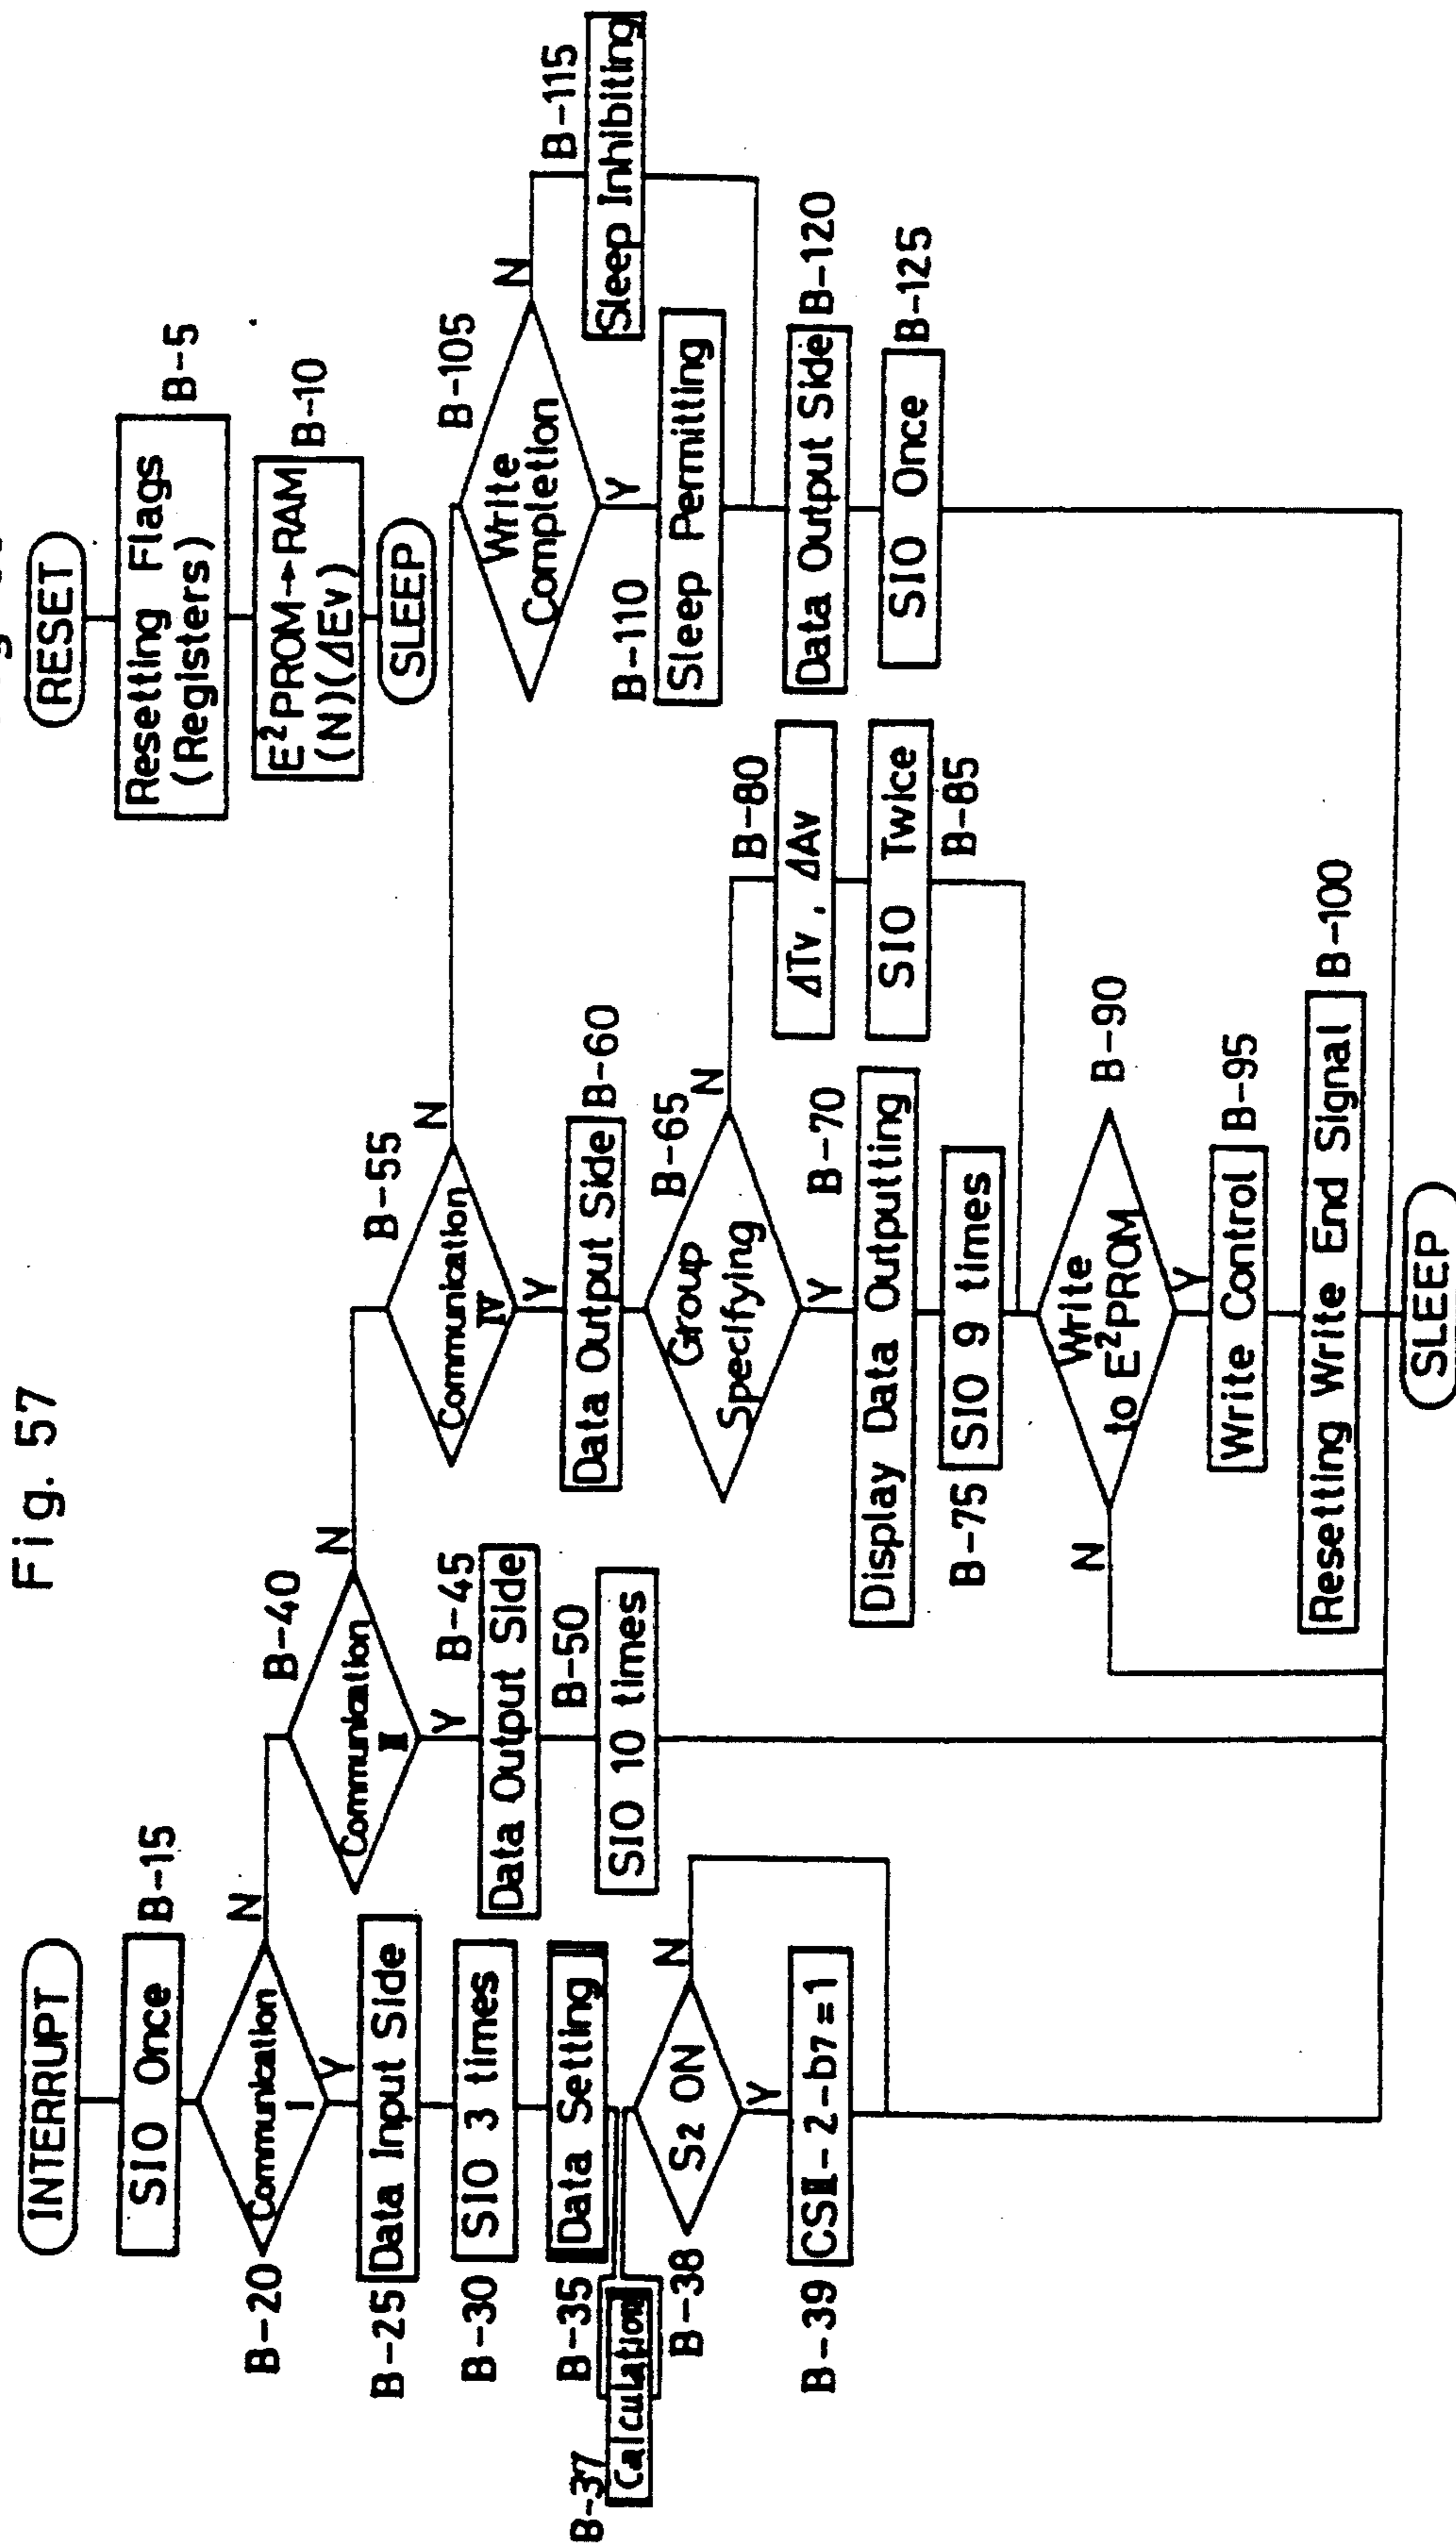 Fig. 57
INTERRUPT
SIO Once
B-15
Communication
I
B-20
N
Y
B-25
Data Input Side
B-30
SIO 3 times
B-35
Data Setting
B-37
Calculation
B-38
S2 ON
N
Y
B-39
CSⅢ-2-b7=1
B-40
Communication
Ⅲ
N
Y
B-45
Data Output Side
B-50
SIO 10 times
B-55
Communication
IV
N
Y
Data Output Side
B-60
B-65
Group
Specifying
N
Y
B-70
Display Data Outputting
B-75
SIO 9 times
B-80
ΔTv, ΔAv
SIO Twice
B-85
Write
to E²PROM
B-90
N
Y
Write Control
B-95
Resetting Write End Signal
B-100
SLEEP
RESET
Resetting Flags
(Registers)
B-5
E²PROM→RAM
(N)(ΔEv)
B-10
SLEEP
B-105
Write
Completion
N
Y
B-110
Sleep Permitting
B-115
Sleep Inhibiting
Data Output Side
B-120
SIO Once
B-125